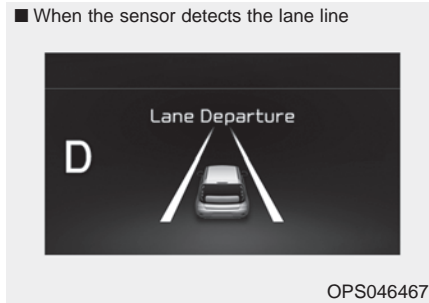 ■ When the sensor detects the lane line
Lane Departure
D
OPS046467